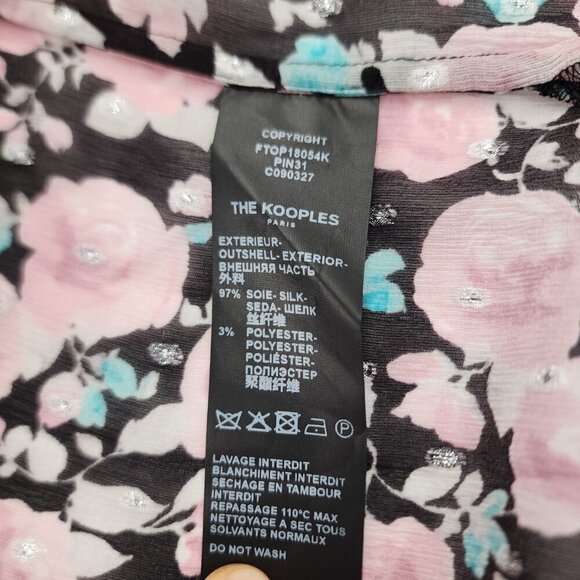 COPYRIGHT
FTOP18054K
PIN31
C090327
THE KOOPLES
PARIS
EXTERIEUR-
OUTSHELL- EXTERIOR-
ВНЕШНЯЯ ЧАСТЬ
外料
97% SOIE- SILK-
SEDA- ШЕЛК
丝纤维
3% POLYESTER-
POLYESTER-
POLIÉSTER-
ПОЛИЭСТЕР
聚酯纤维
P
LAVAGE INTERDIT
BLANCHIMENT INTERDIT
SECHAGE EN TAMBOUR
INTERDIT
REPASSAGE 110°C MAX
NETTOYAGE A SEC TOUS
SOLVANTS NORMAUX
DO NOT WASH